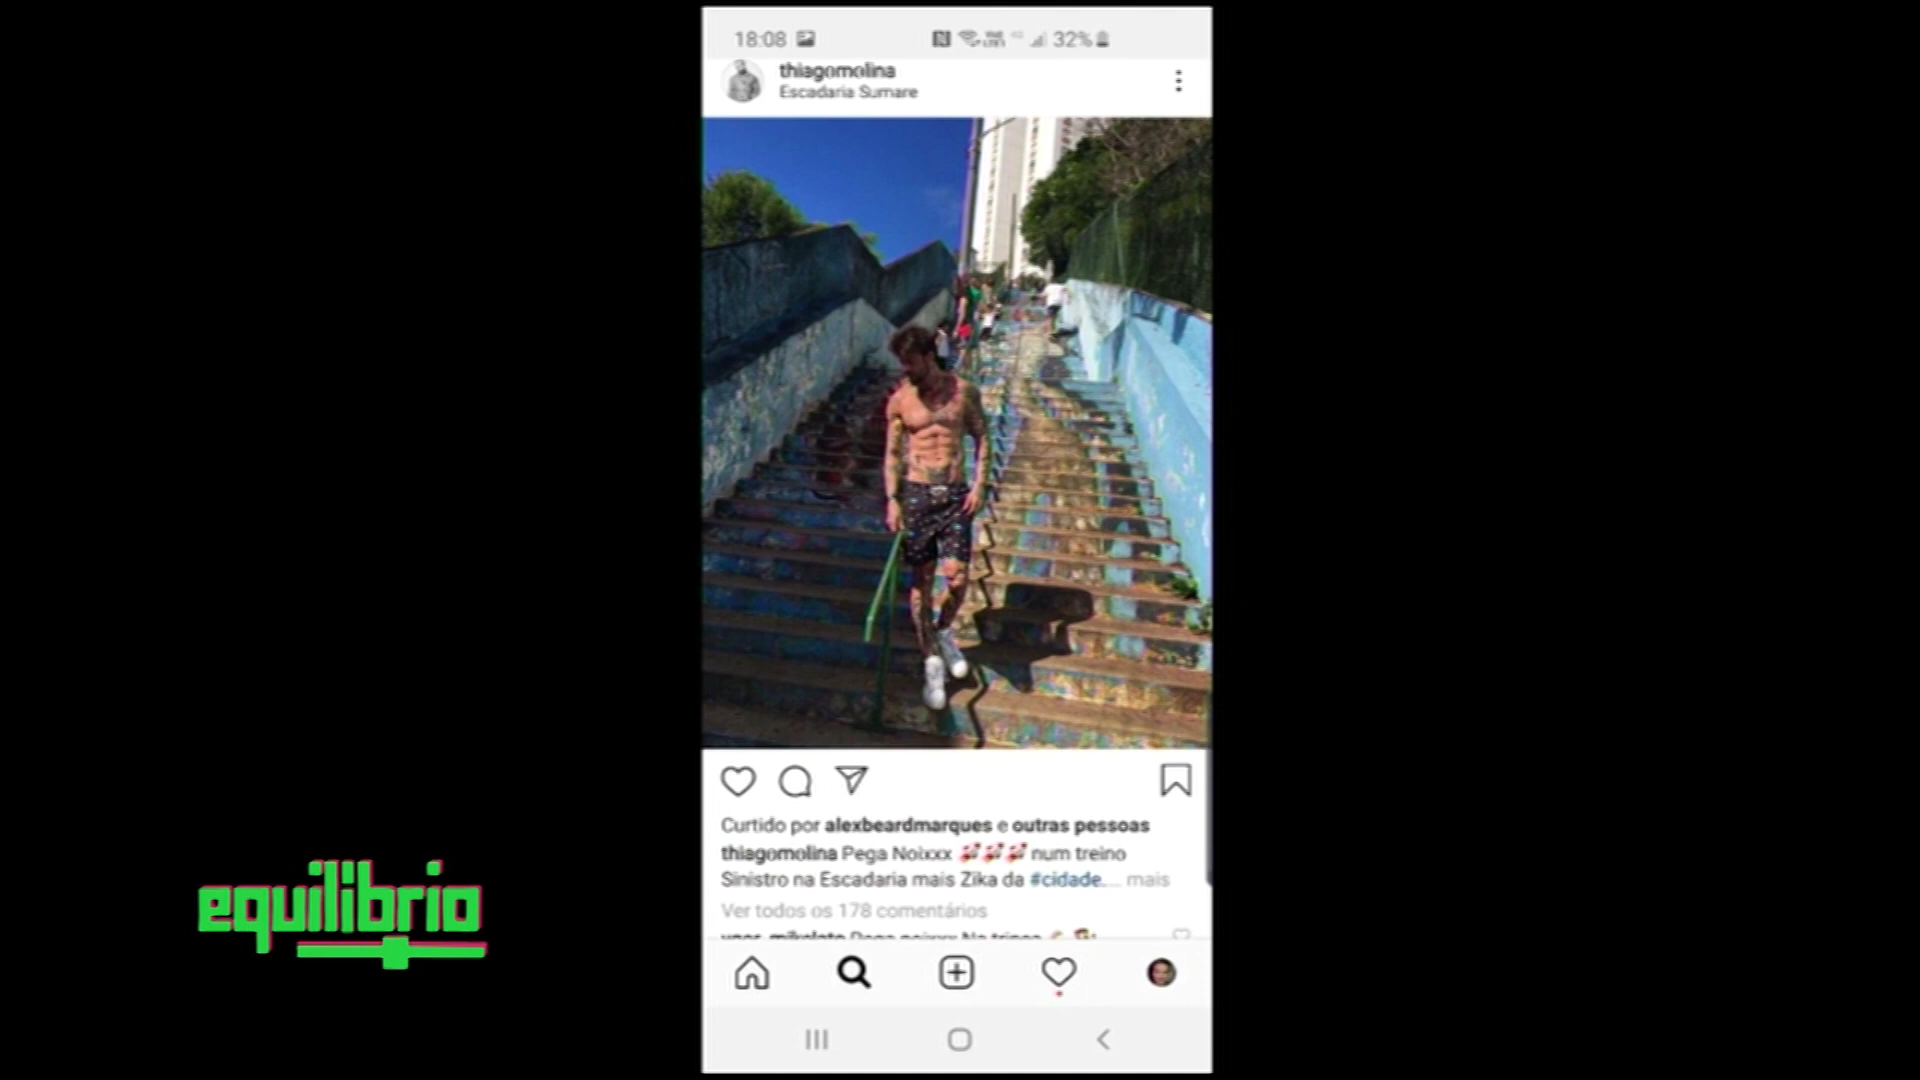 18:08 32%
thiagomolina
Escadaria Sumare
Curtido por alexbeardmarques e outras pessoas
thiagomolina Pega Noixxx num treino
Sinistro na Escadaria mais Zika da #cidade.... mais
Ver todos os 178 comentários
equilibrio